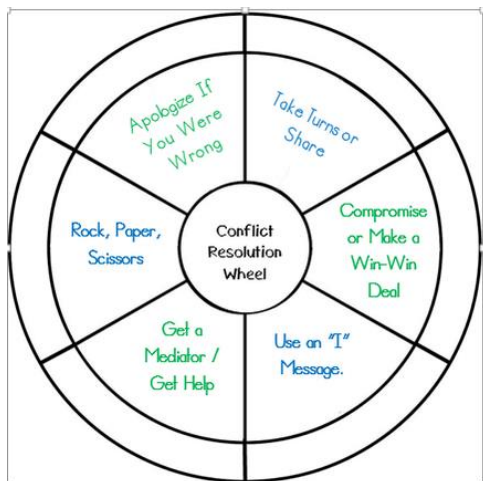 Apologize If
You Were
Wrong
Take Turns or
Share
Rock, Paper,
Scissors
Conflict
Resolution
Wheel
Compromise
or Make a
Win-Win
Deal
Get a
Mediator /
Get Help
Use an "I"
Message.